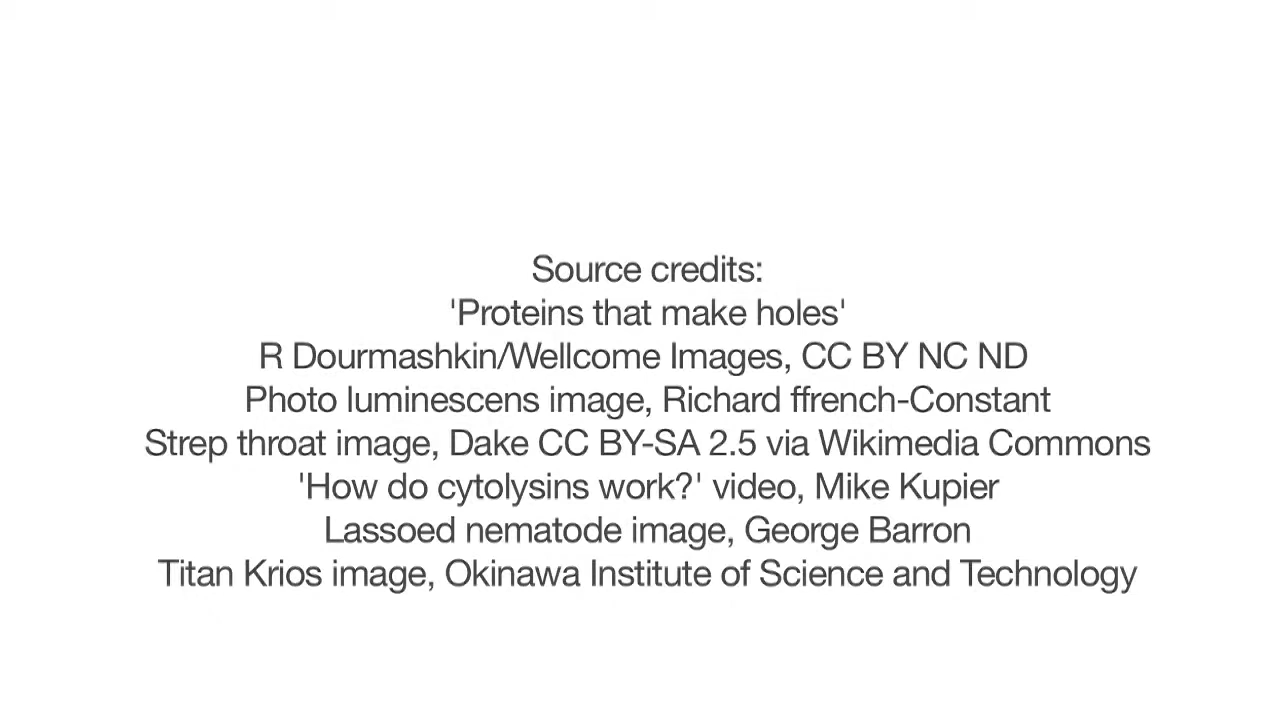 Source credits:
'Proteins that make holes'
R Dourmashkin/Wellcome Images, CC BY NC ND
Photo luminescens image, Richard ffrench-Constant
Strep throat image, Dake CC BY-SA 2.5 via Wikimedia Commons
'How do cytolysins work?' video, Mike Kupier
Lassoed nematode image, George Barron
Titan Krios image, Okinawa Institute of Science and Technology